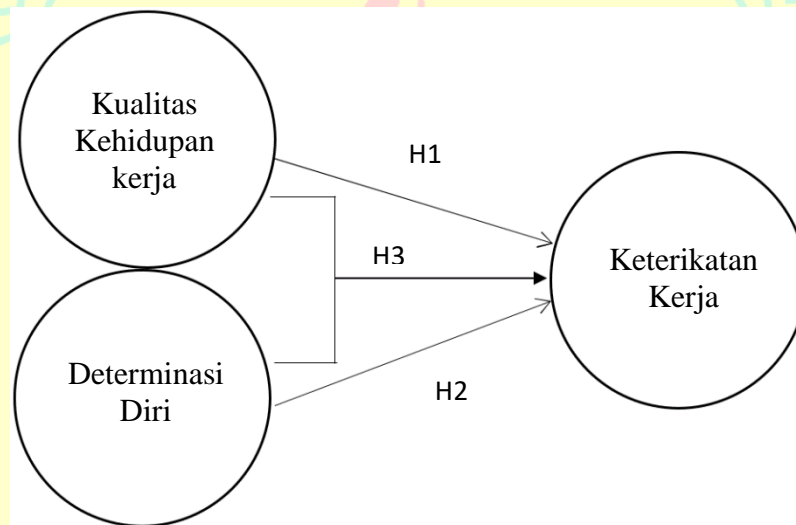 Kualitas
Kehidupan
kerja
H1
H3
Keterikatan
Kerja
Determinasi
Diri
H2